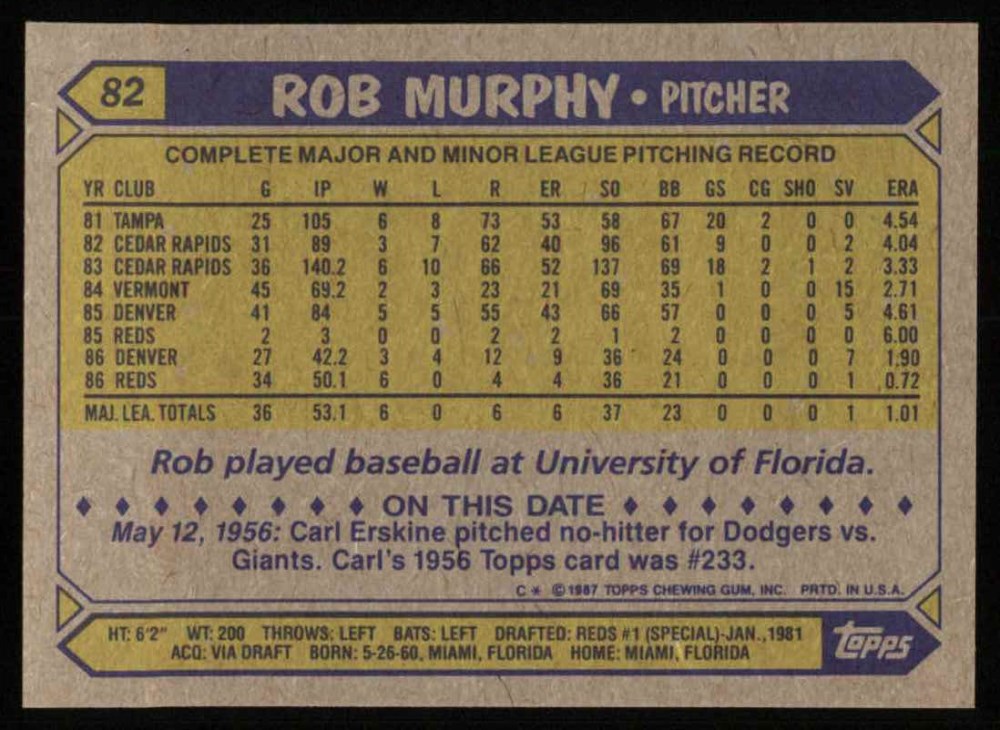 82 ROB MURPHY • PITCHER
COMPLETE MAJOR AND MINOR LEAGUE PITCHING RECORD
YR CLUB G IP W L R ER SO BB GS CG SHO SV ERA
81 TAMPA 25 105 6 8 73 53 58 67 20 2 0 0 4.54
82 CEDAR RAPIDS 31 89 3 7 62 40 96 61 9 0 0 2 4.04
83 CEDAR RAPIDS 36 140.2 6 10 66 52 137 69 18 2 1 2 3.33
84 VERMONT 45 69.2 2 3 23 21 69 35 1 0 0 15 2.71
85 DENVER 41 84 5 5 55 43 66 57 0 0 0 5 4.61
85 REDS 2 3 0 0 2 2 1 2 0 0 0 0 6.00
86 DENVER 27 42.2 3 4 12 9 36 24 0 0 0 7 1.90
86 REDS 34 50.1 6 0 4 4 36 21 0 0 0 1 0.72
MAJ. LEA. TOTALS 36 53.1 6 0 6 6 37 23 0 0 0 1 1.01
Rob played baseball at University of Florida.
♦ ♦ ♦ ♦ ♦ ♦ ♦ ♦ ON THIS DATE ♦ ♦ ♦ ♦ ♦ ♦ ♦ ♦
May 12, 1956: Carl Erskine pitched no-hitter for Dodgers vs.
Giants. Carl's 1956 Topps card was #233.
C * ©1987 TOPPS CHEWING GUM, INC. PRTD. IN U.S.A.
HT: 6'2" WT: 200 THROWS: LEFT BATS: LEFT DRAFTED: REDS #1 (SPECIAL)-JAN.,1981
ACQ: VIA DRAFT BORN: 5-26-60, MIAMI, FLORIDA HOME: MIAMI, FLORIDA
Topps